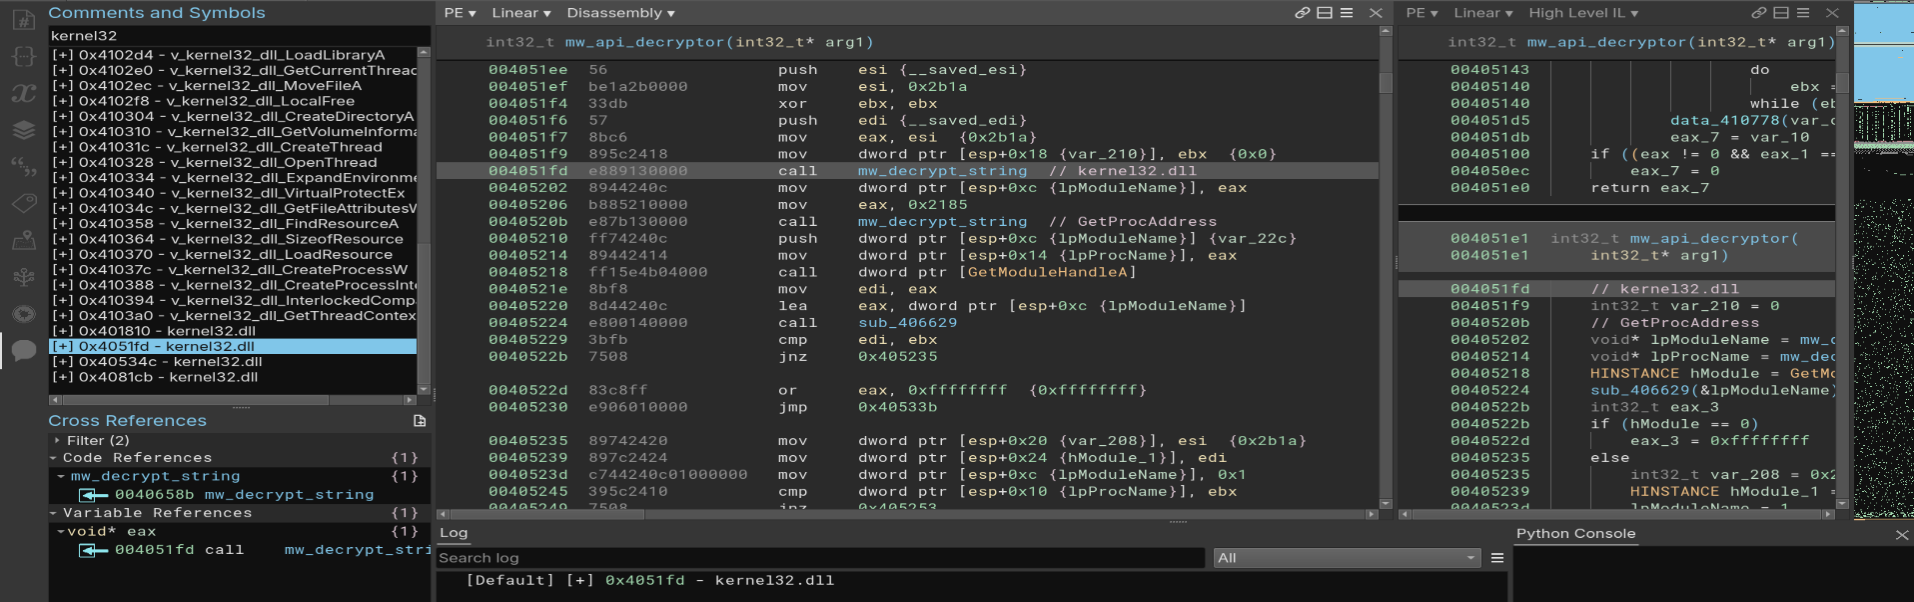 Comments and Symbols
kernel32
[+] 0x4102d4 - v_kernel32_dll_LoadLibraryA
[+] 0x4102e0 - v_kernel32_dll_GetCurrentThreac
[+] 0x4102ec - v_kernel32_dll_MoveFileA
[+] 0x4102f8 - v_kernel32_dll_LocalFree
[+] 0x410304 - v_kernel32_dll_CreateDirectoryA
[+] 0x410310 - v_kernel32_dll_GetVolumeInforma
[+] 0x41031c - v_kernel32_dll_CreateThread
[+] 0x410328 - v_kernel32_dll_OpenThread
[+] 0x410334 - v_kernel32_dll_ExpandEnvironme
[+] 0x410340 - v_kernel32_dll_VirtualProtectEx
[+] 0x41034c - v_kernel32_dll_GetFileAttributesW
[+] 0x410358 - v_kernel32_dll_FindResourceA
[+] 0x410364 - v_kernel32_dll_SizeofResource
[+] 0x410370 - v_kernel32_dll_LoadResource
[+] 0x41037c - v_kernel32_dll_CreateProcessW
[+] 0x410388 - v_kernel32_dll_CreateProcessInte
[+] 0x410394 - v_kernel32_dll_InterlockedComp
[+] 0x4103a0 - v_kernel32_dll_GetThreadContex
[+] 0x401810 - kernel32.dll
[+] 0x4051fd - kernel32.dll
[+] 0x40534c - kernel32.dll
[+] 0x4081cb - kernel32.dll
Cross References
Filter (2)
Code References {1}
mw_decrypt_string {1}
0040658b mw_decrypt_string
Variable References {1}
void* eax {1}
004051fd call mw_decrypt_stri
PE Linear Disassembly
int32_t mw_api_decryptor(int32_t* arg1)
004051ee 56 push esi {__saved_esi}
004051ef be1a2b0000 mov esi, 0x2b1a
004051f4 33db xor ebx, ebx
004051f6 57 push edi {__saved_edi}
004051f7 8bc6 mov eax, esi {0x2b1a}
004051f9 895c2418 mov dword ptr [esp+0x18 {var_210}], ebx {0x0}
004051fd e889130000 call mw_decrypt_string // kernel32.dll
00405202 8944240c mov dword ptr [esp+0xc {lpModuleName}], eax
00405206 b885210000 mov eax, 0x2185
0040520b e87b130000 call mw_decrypt_string // GetProcAddress
00405210 ff74240c push dword ptr [esp+0xc {lpModuleName}] {var_22c}
00405214 89442414 mov dword ptr [esp+0x14 {lpProcName}], eax
00405218 ff15e4b04000 call dword ptr [GetModuleHandleA]
0040521e 8bf8 mov edi, eax
00405220 8d44240c lea eax, dword ptr [esp+0xc {lpModuleName}]
00405224 e800140000 call sub_406629
00405229 3bfb cmp edi, ebx
0040522b 7508 jnz 0x405235
0040522d 83c8ff or eax, 0xffffffff {0xffffffff}
00405230 e906010000 jmp 0x40533b
00405235 89742420 mov dword ptr [esp+0x20 {var_208}], esi {0x2b1a}
00405239 897c2424 mov dword ptr [esp+0x24 {hModule_1}], edi
0040523d c744240c01000000 mov dword ptr [esp+0xc {lpModuleName}], 0x1
00405245 395c2410 cmp dword ptr [esp+0x10 {lpProcName}], ebx
00405249 7508 jnz 0x405253
PE Linear High Level IL
int32_t mw_api_decryptor(int32_t* arg1)
00405143 do
00405140 ebx =
00405140 while (eb
004051d5 data_410778(var_c
004051db eax_7 = var_10
00405100 if ((eax != 0 && eax_1 ==
004050ec eax_7 = 0
004051e0 return eax_7
004051e1 int32_t mw_api_decryptor(
004051e1 int32_t* arg1)
004051fd // kernel32.dll
004051f9 int32_t var_210 = 0
0040520b // GetProcAddress
00405202 void* lpModuleName = mw_c
00405214 void* lpProcName = mw_dec
00405218 HINSTANCE hModule = GetMo
00405224 sub_406629(&lpModuleName)
0040522b int32_t eax_3
0040522b if (hModule == 0)
0040522d eax_3 = 0xffffffff
00405235 else
00405235 int32_t var_208 = 0x2
00405239 HINSTANCE hModule_1 =
0040523d lpModuleName = 1
Log
Search log All
[Default] [+] 0x4051fd - kernel32.dll
Python Console